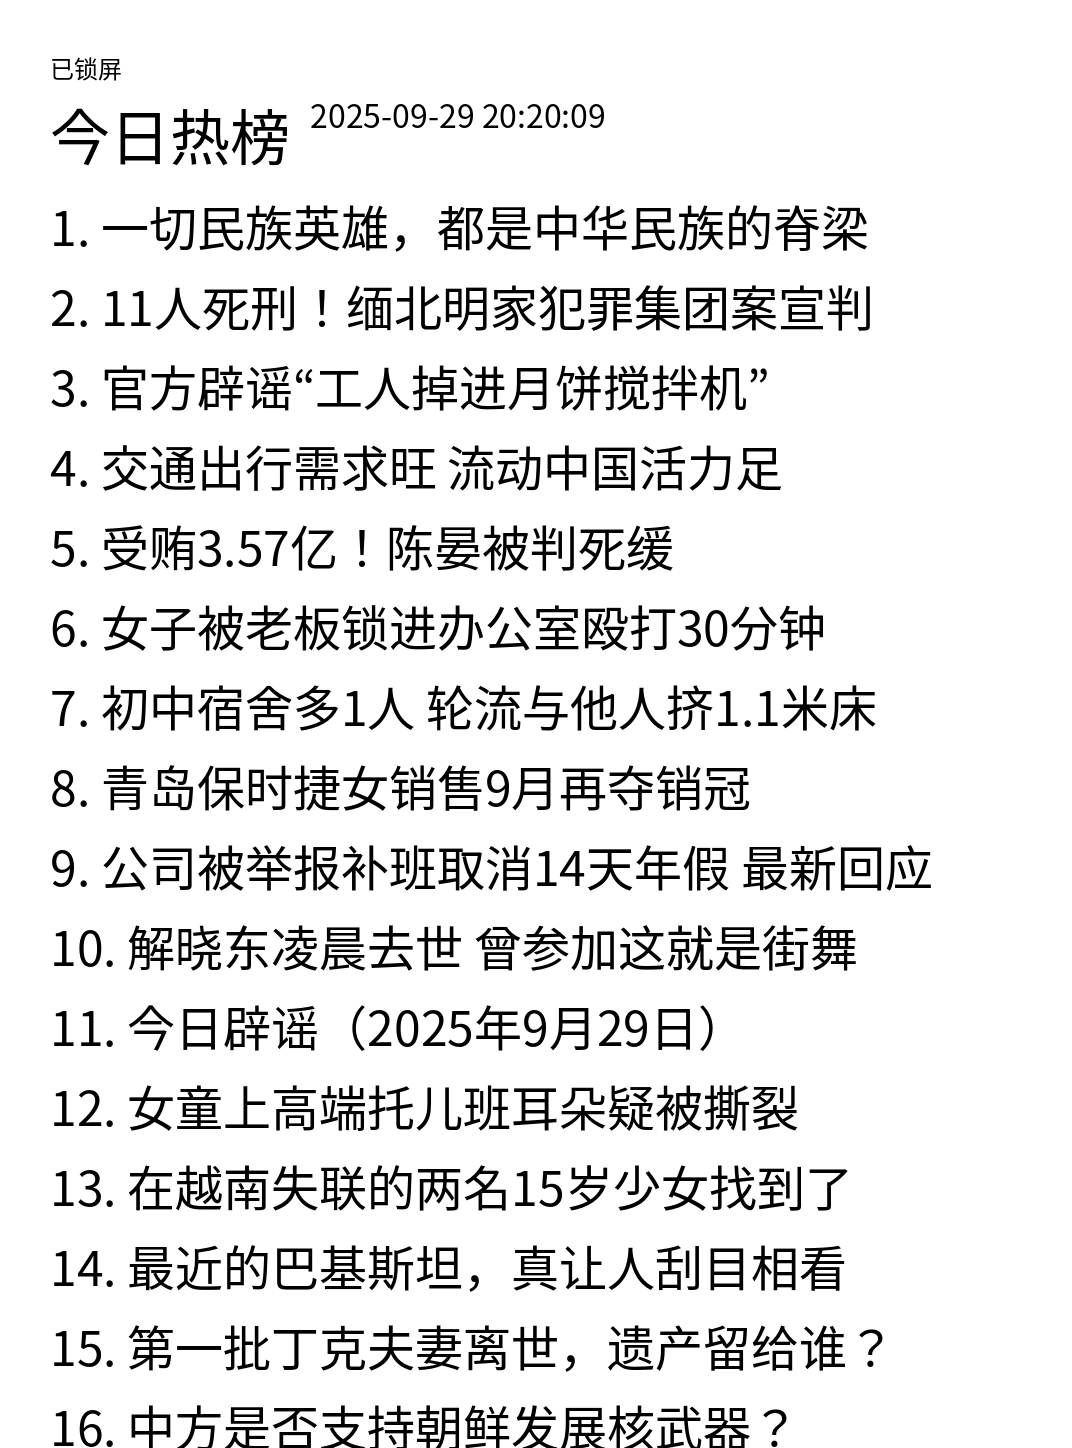 已锁屏
今日热榜 2025-09-29 20:20:09
1. 一切民族英雄，都是中华民族的脊梁
2. 11人死刑！缅北明家犯罪集团案宣判
3. 官方辟谣“工人掉进月饼搅拌机”
4. 交通出行需求旺 流动中国活力足
5. 受贿3.57亿！陈晏被判死缓
6. 女子被老板锁进办公室殴打30分钟
7. 初中宿舍多1人 轮流与他人挤1.1米床
8. 青岛保时捷女销售9月再夺销冠
9. 公司被举报补班取消14天年假 最新回应
10. 解晓东凌晨去世 曾参加这就是街舞
11. 今日辟谣（2025年9月29日）
12. 女童上高端托儿班耳朵疑被撕裂
13. 在越南失联的两名15岁少女找到了
14. 最近的巴基斯坦，真让人刮目相看
15. 第一批丁克夫妻离世，遗产留给谁？
16. 中方是否支持朝鲜发展核武器？